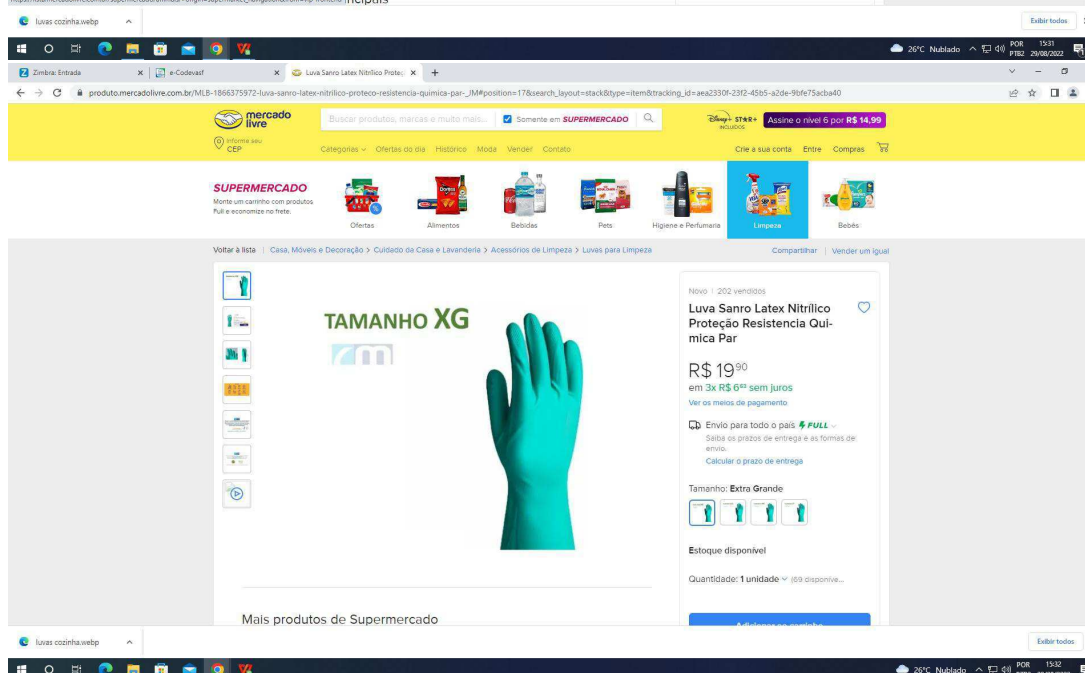 luvas cozinha.webp
Exibir todos
26°C Nublado
POR
PTB2
15:31
29/08/2022
Zimbra: Entrada
e-Codevasf
Luva Sanro Latex Nitrílico Proteç
produto.mercadolivre.com.br/MLB-1866375972-luva-sanro-latex-nitrilico-proteco-resistencia-quimica-par-_JM#position=17&search_layout=stack&type=item&tracking_id=aea2330f-23f2-45b5-a2de-9bfe75acba40
mercado
livre
Buscar produtos, marcas e muito mais...
Somente em SUPERMERCADO
Disney+ STAR+
INCLUÍDOS
Assine o nível 6 por R$ 14,99
Informe seu
CEP
Categorias
Ofertas do dia
Histórico
Moda
Vender
Contato
Crie a sua conta
Entre
Compras
SUPERMERCADO
Monte um carrinho com produtos
Full e economize no frete.
Ofertas
Alimentos
Bebidas
Pets
Higiene e Perfumaria
Limpeza
Bebês
Voltar à lista
Casa, Móveis e Decoração > Cuidado da Casa e Lavanderia > Acessórios de Limpeza > Luvas para Limpeza
Compartilhar
Vender um igual
TAMANHO XG
Novo | 202 vendidos
Luva Sanro Latex Nitrílico
Proteção Resistencia Qui-
mica Par
R$ 19 90
em 3x R$ 6 63 sem juros
Ver os meios de pagamento
Envio para todo o país FULL
Saiba os prazos de entrega e as formas de
envio.
Calcular o prazo de entrega
Tamanho: Extra Grande
Estoque disponível
Quantidade: 1 unidade (69 disponíve...
Mais produtos de Supermercado
Adicionar ao carrinho
luvas cozinha.webp
Exibir todos
26°C Nublado
POR
15:32